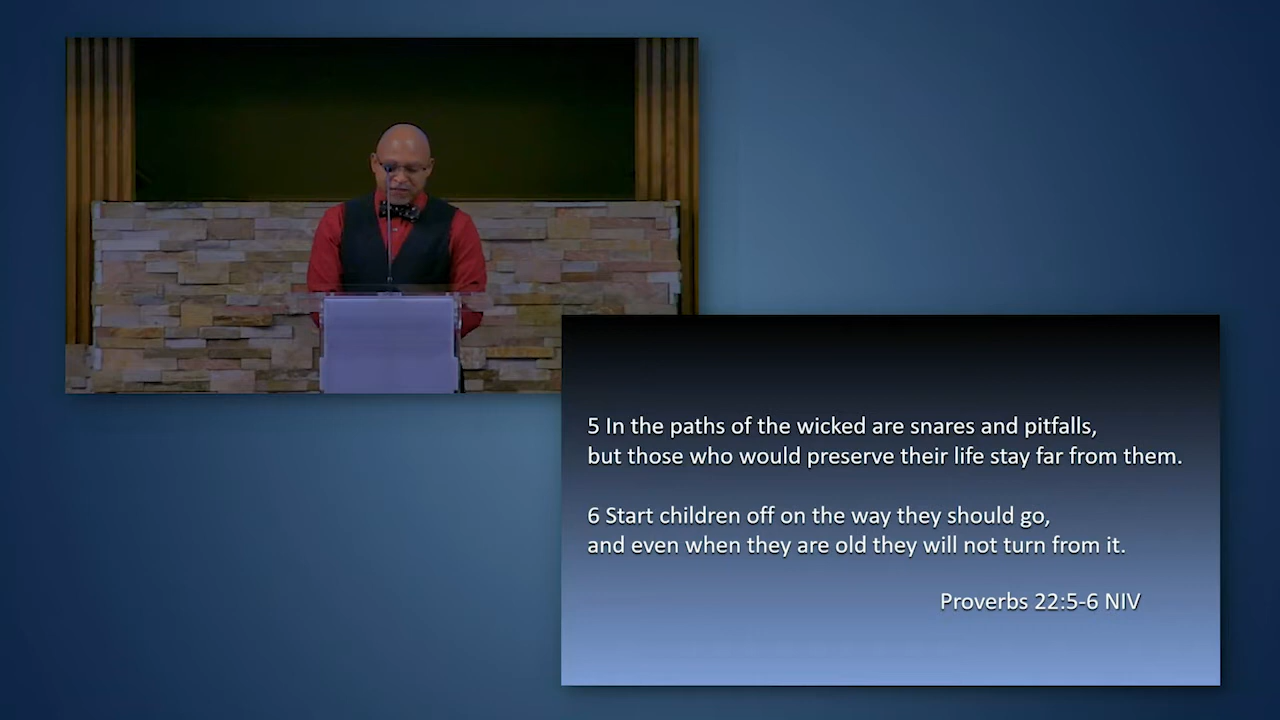 5 In the paths of the wicked are snares and pitfalls,
but those who would preserve their life stay far from them.
6 Start children off on the way they should go,
and even when they are old they will not turn from it.
Proverbs 22:5-6 NIV